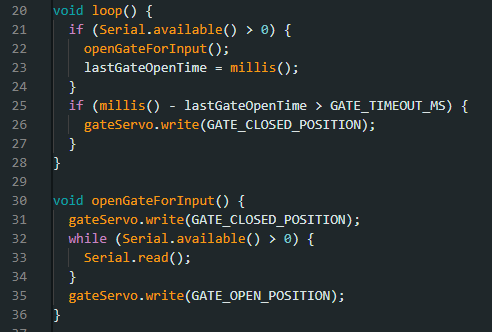 20 void loop() {
21   if (Serial.available() > 0) {
22     openGateForInput();
23     lastGateOpenTime = millis();
24   }
25   if (millis() - lastGateOpenTime > GATE_TIMEOUT_MS) {
26     gateServo.write(GATE_CLOSED_POSITION);
27   }
28 }
29
30 void openGateForInput() {
31   gateServo.write(GATE_CLOSED_POSITION);
32   while (Serial.available() > 0) {
33     Serial.read();
34   }
35   gateServo.write(GATE_OPEN_POSITION);
36 }